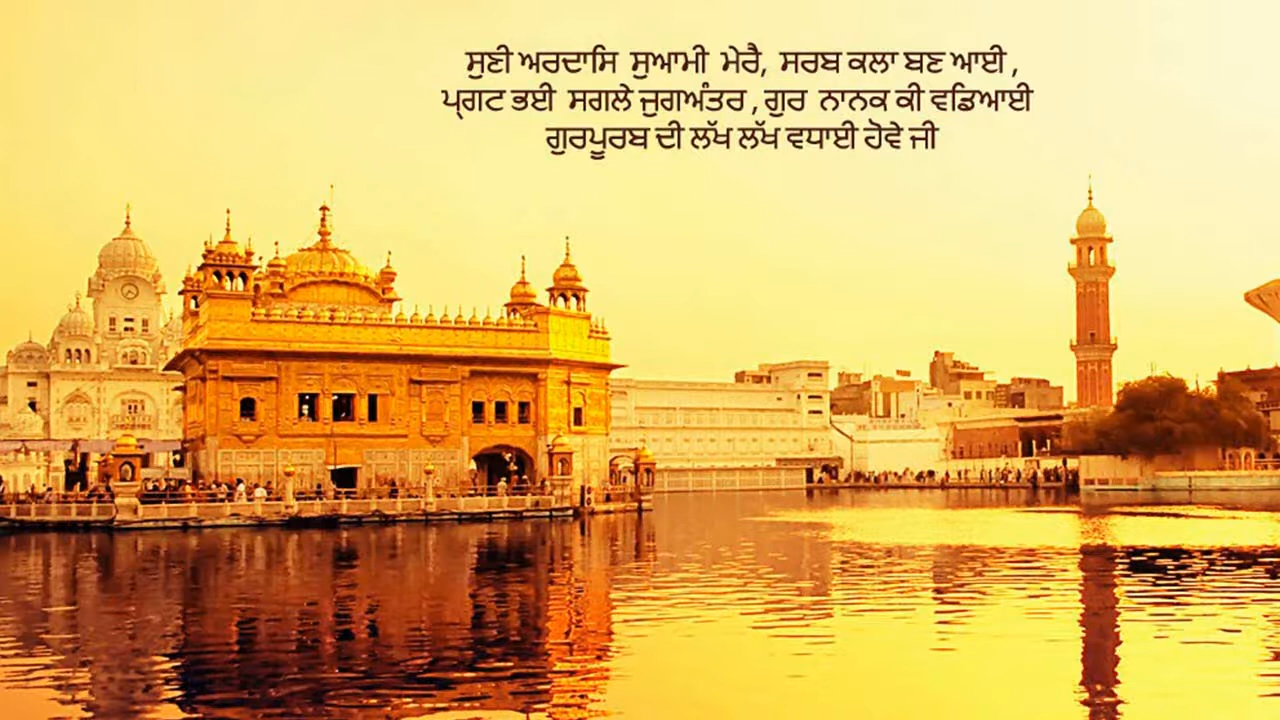 ਸੁਣੀ ਅਰਦਾਸਿ ਸੁਆਮੀ ਮੇਰੈ, ਸਰਬ ਕਲਾ ਬਣ ਆਈ ,
ਪ੍ਰਗਟ ਭਈ ਸਗਲੇ ਜੁਗਅੰਤਰ , ਗੁਰ ਨਾਨਕ ਕੀ ਵਡਿਆਈ
ਗੁਰਪੂਰਬ ਦੀ ਲੱਖ ਲੱਖ ਵਧਾਈ ਹੋਵੇ ਜੀ